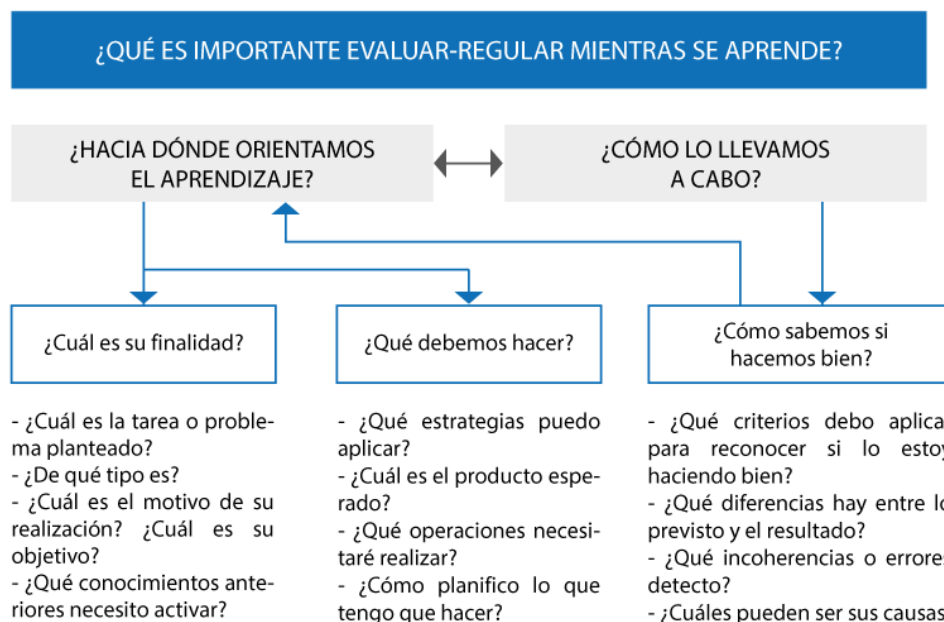 ¿QUÉ ES IMPORTANTE EVALUAR-REGULAR MIENTRAS SE APRENDE?
¿HACIA DÓNDE ORIENTAMOS
EL APRENDIZAJE?
¿CÓMO LO LLEVAMOS
A CABO?
¿Cuál es su finalidad?
¿Qué debemos hacer?
¿Cómo sabemos si
hacemos bien?
- ¿Cuál es la tarea o proble-
ma planteado?
- ¿De qué tipo es?
- ¿Cuál es el motivo de su
realización? ¿Cuál es su
objetivo?
- ¿Qué conocimientos ante-
riores necesito activar?
- ¿Qué estrategias puedo
aplicar?
- ¿Cuál es el producto espe-
rado?
- ¿Qué operaciones necesi-
taré realizar?
- ¿Cómo planifico lo que
tengo que hacer?
- ¿Qué criterios debo aplica
para reconocer si lo estoy
haciendo bien?
- ¿Qué diferencias hay entre lo
previsto y el resultado?
- ¿Qué incoherencias o errores
detecto?
- ¿Cuáles pueden ser sus causas